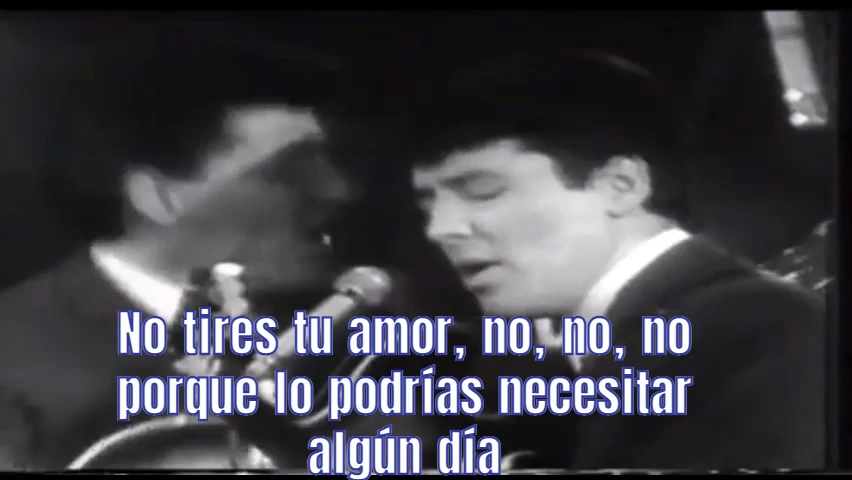 No tires tu amor, no, no, no
porque lo podrías necesitar
algún día